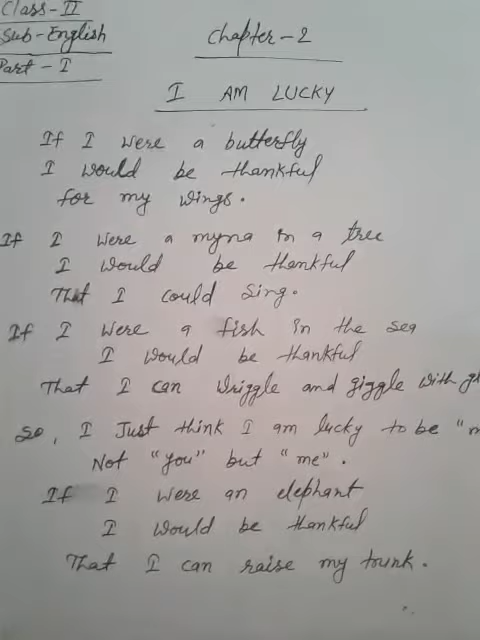 Class-II
Sub-English
Part-I
Chapter-2
I AM LUCKY
If I were a butterfly
I would be thankful
for my wings.
If I were a myna in a tree
I would be thankful
That I could sing.
If I were a fish in the sea
I would be thankful
That I can wriggle and giggle with
So, I Just think I am lucky to be "m
Not "you" but "me".
If I were an elephant
I would be thankful
That I can raise my trunk.